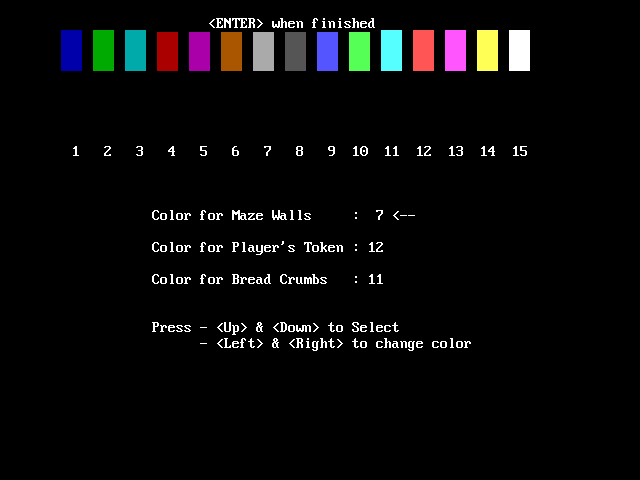 <ENTER> when finished
1 2 3 4 5 6 7 8 9 10 11 12 13 14 15
Color for Maze Walls : 7 <--
Color for Player's Token : 12
Color for Bread Crumbs : 11
Press - <Up> & <Down> to Select
- <Left> & <Right> to change color